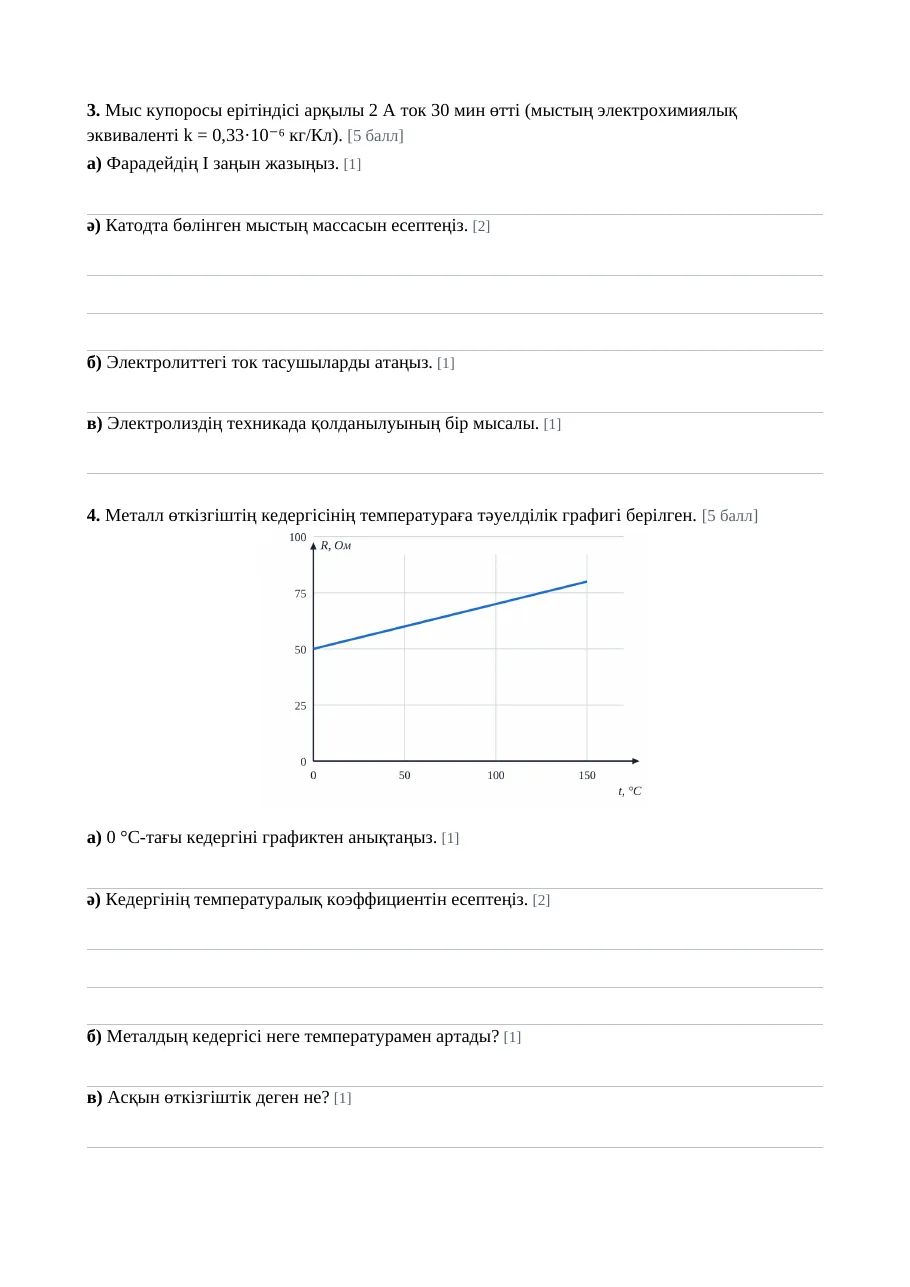 3. Мыс купоросы ерітіндісі арқылы 2 А ток 30 мин өтті (мыстың электрохимиялық
эквиваленті k = 0,33·10⁻⁶ кг/Кл). [5 балл]
а) Фарадейдің I заңын жазыңыз. [1]
ә) Катодта бөлінген мыстың массасын есептеңіз. [2]
б) Электролиттегі ток тасушыларды атаңыз. [1]
в) Электролиздің техникада қолданылуының бір мысалы. [1]
4. Металл өткізгіштің кедергісінің температураға тәуелділік графигі берілген. [5 балл]
100
R, Ом
75
50
25
0
0 50 100 150
t, °C
а) 0 °C-тағы кедергіні графиктен анықтаңыз. [1]
ә) Кедергінің температуралық коэффициентін есептеңіз. [2]
б) Металдың кедергісі неге температурамен артады? [1]
в) Асқын өткізгіштік деген не? [1]